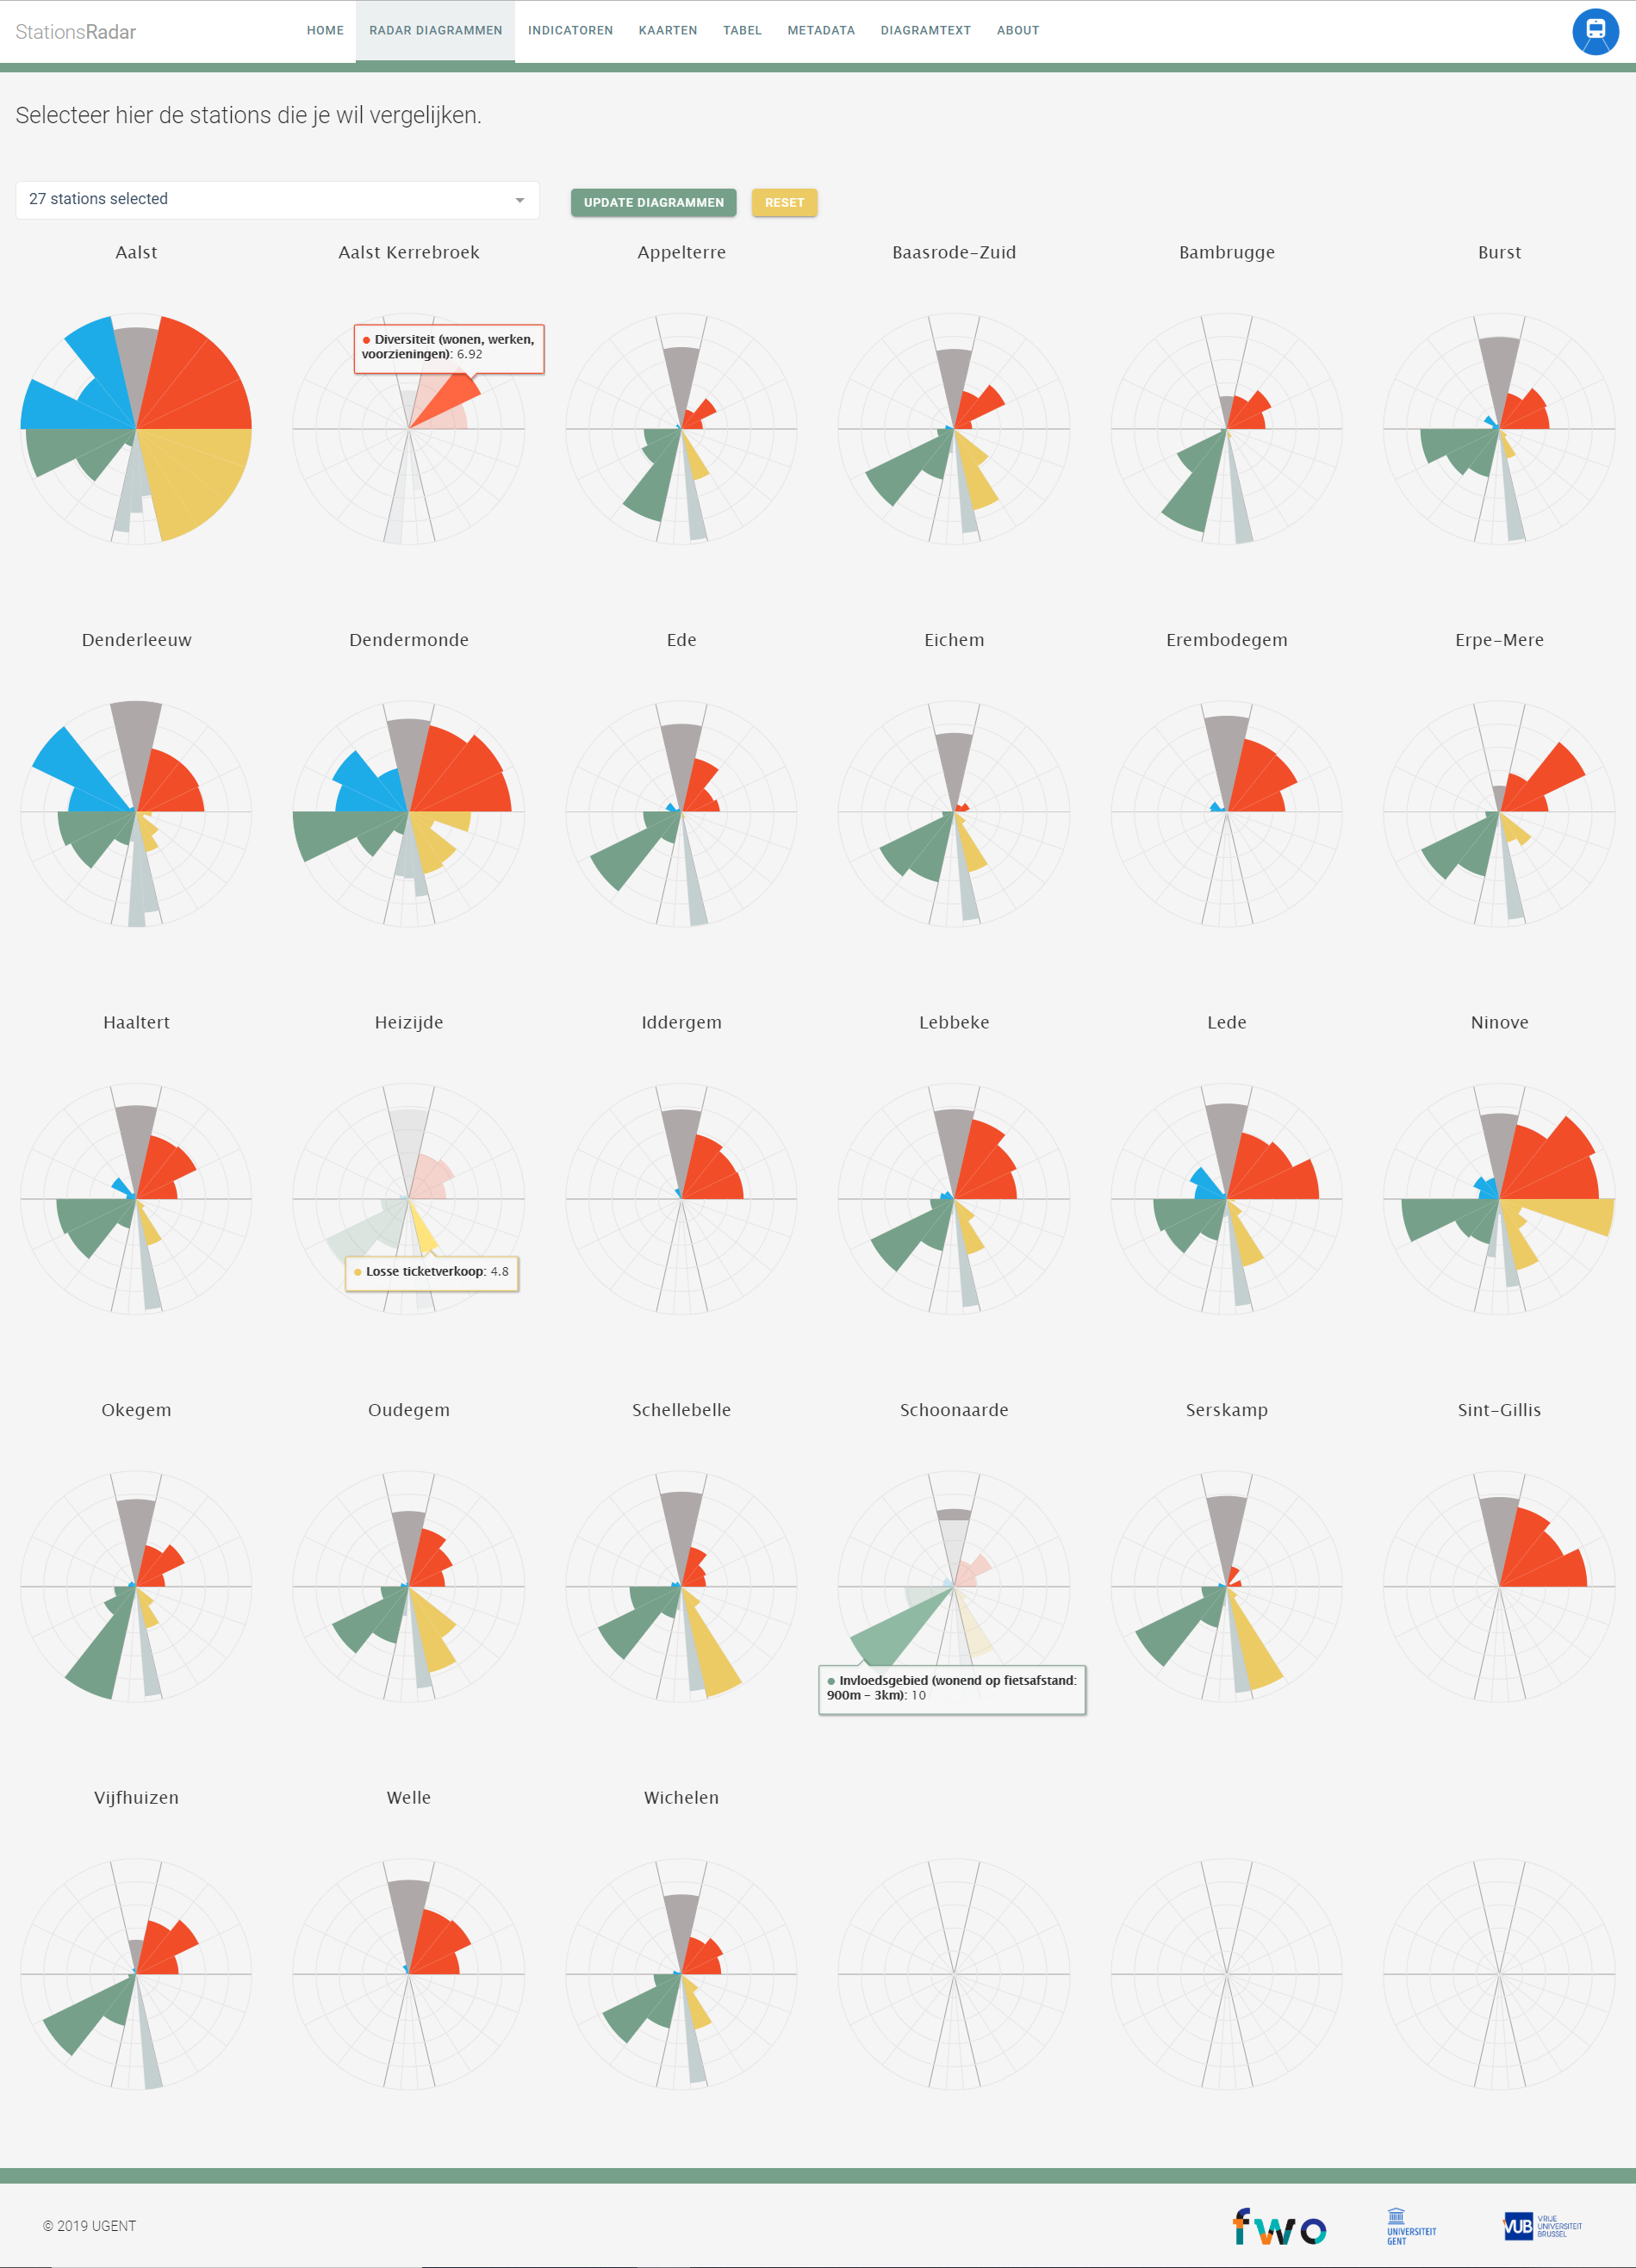 StationsRadar
HOME RADAR DIAGRAMMEN INDICATOREN KAARTEN TABEL METADATA DIAGRAMTEXT ABOUT
Selecteer hier de stations die je wil vergelijken.
27 stations selected UPDATE DIAGRAMMEN RESET
Aalst Aalst Kerrebroek Appelterre Baasrode-Zuid Bambrugge Burst
Diversiteit (wonen, werken,
voorzieningen): 6.92
Denderleeuw Dendermonde Ede Eichem Erembodegem Erpe-Mere
Haaltert Heizijde Iddergem Lebbeke Lede Ninove
Losse ticketverkoop: 4.8
Okegem Oudegem Schellebelle Schoonaarde Serskamp Sint-Gillis
Invloedsgebied (wonend op fietsafstand:
900m - 3km): 10
Vijfhuizen Welle Wichelen
© 2019 UGENT
fwo
UNIVERSITEIT
GENT
VUB
VRIJE
UNIVERSITEIT
BRUSSEL